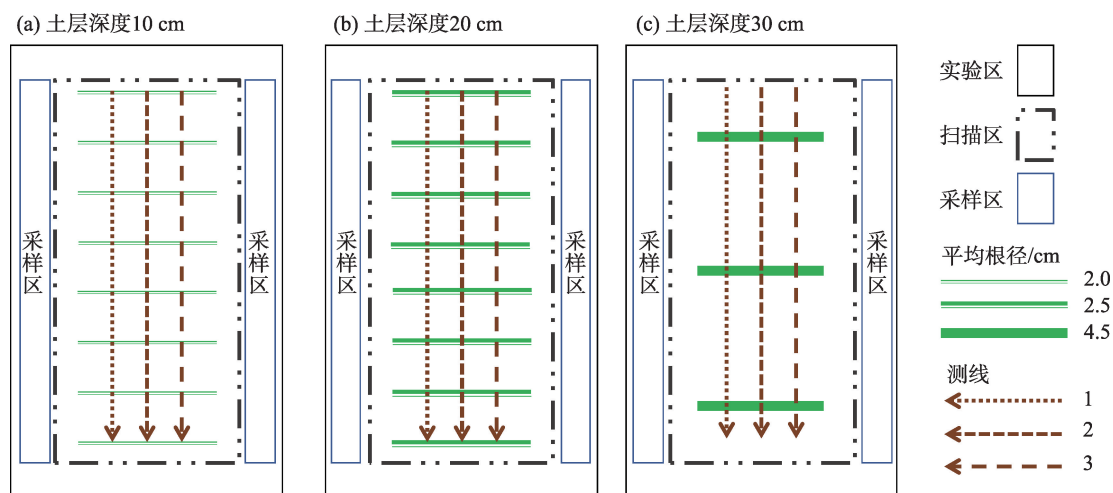 (a) 土层深度10 cm
(b) 土层深度20 cm
(c) 土层深度30 cm
采样区
采样区
采样区
采样区
采样区
采样区
实验区
扫描区
采样区
平均根径/cm
2.0
2.5
4.5
测线
1
2
3